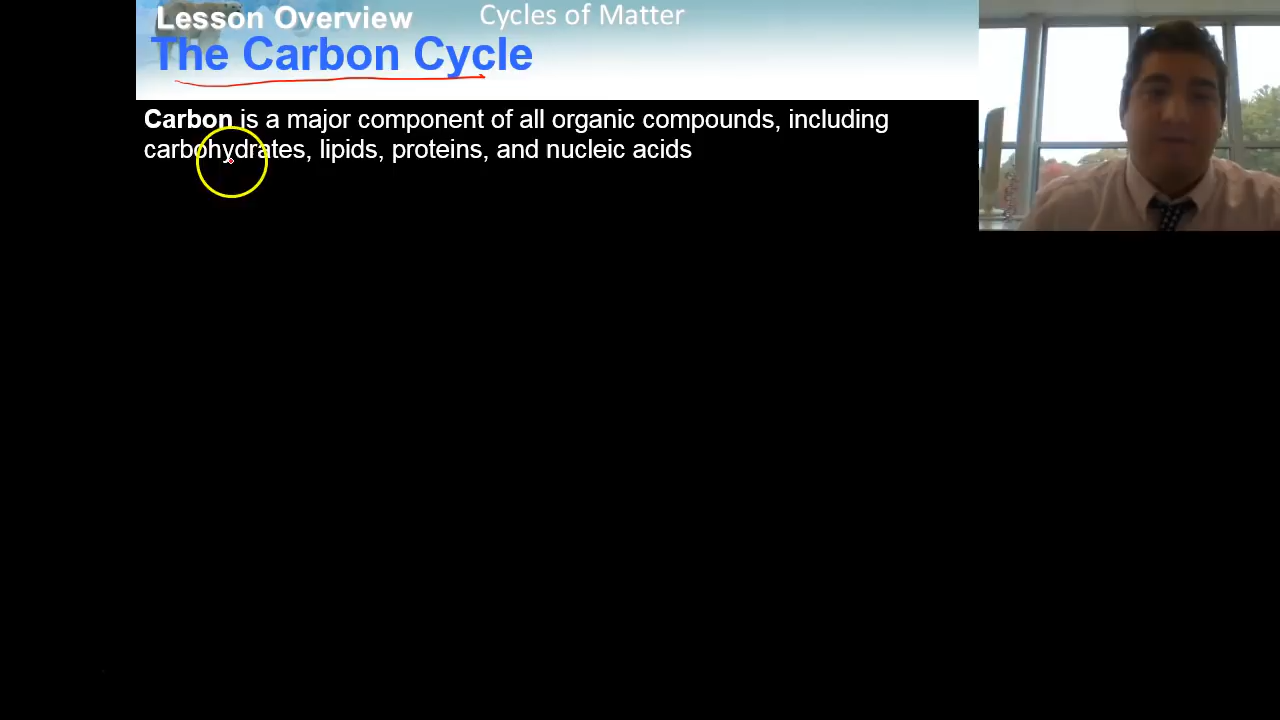 Lesson Overview Cycles of Matter
The Carbon Cycle
Carbon is a major component of all organic compounds, including
carbohydrates, lipids, proteins, and nucleic acids